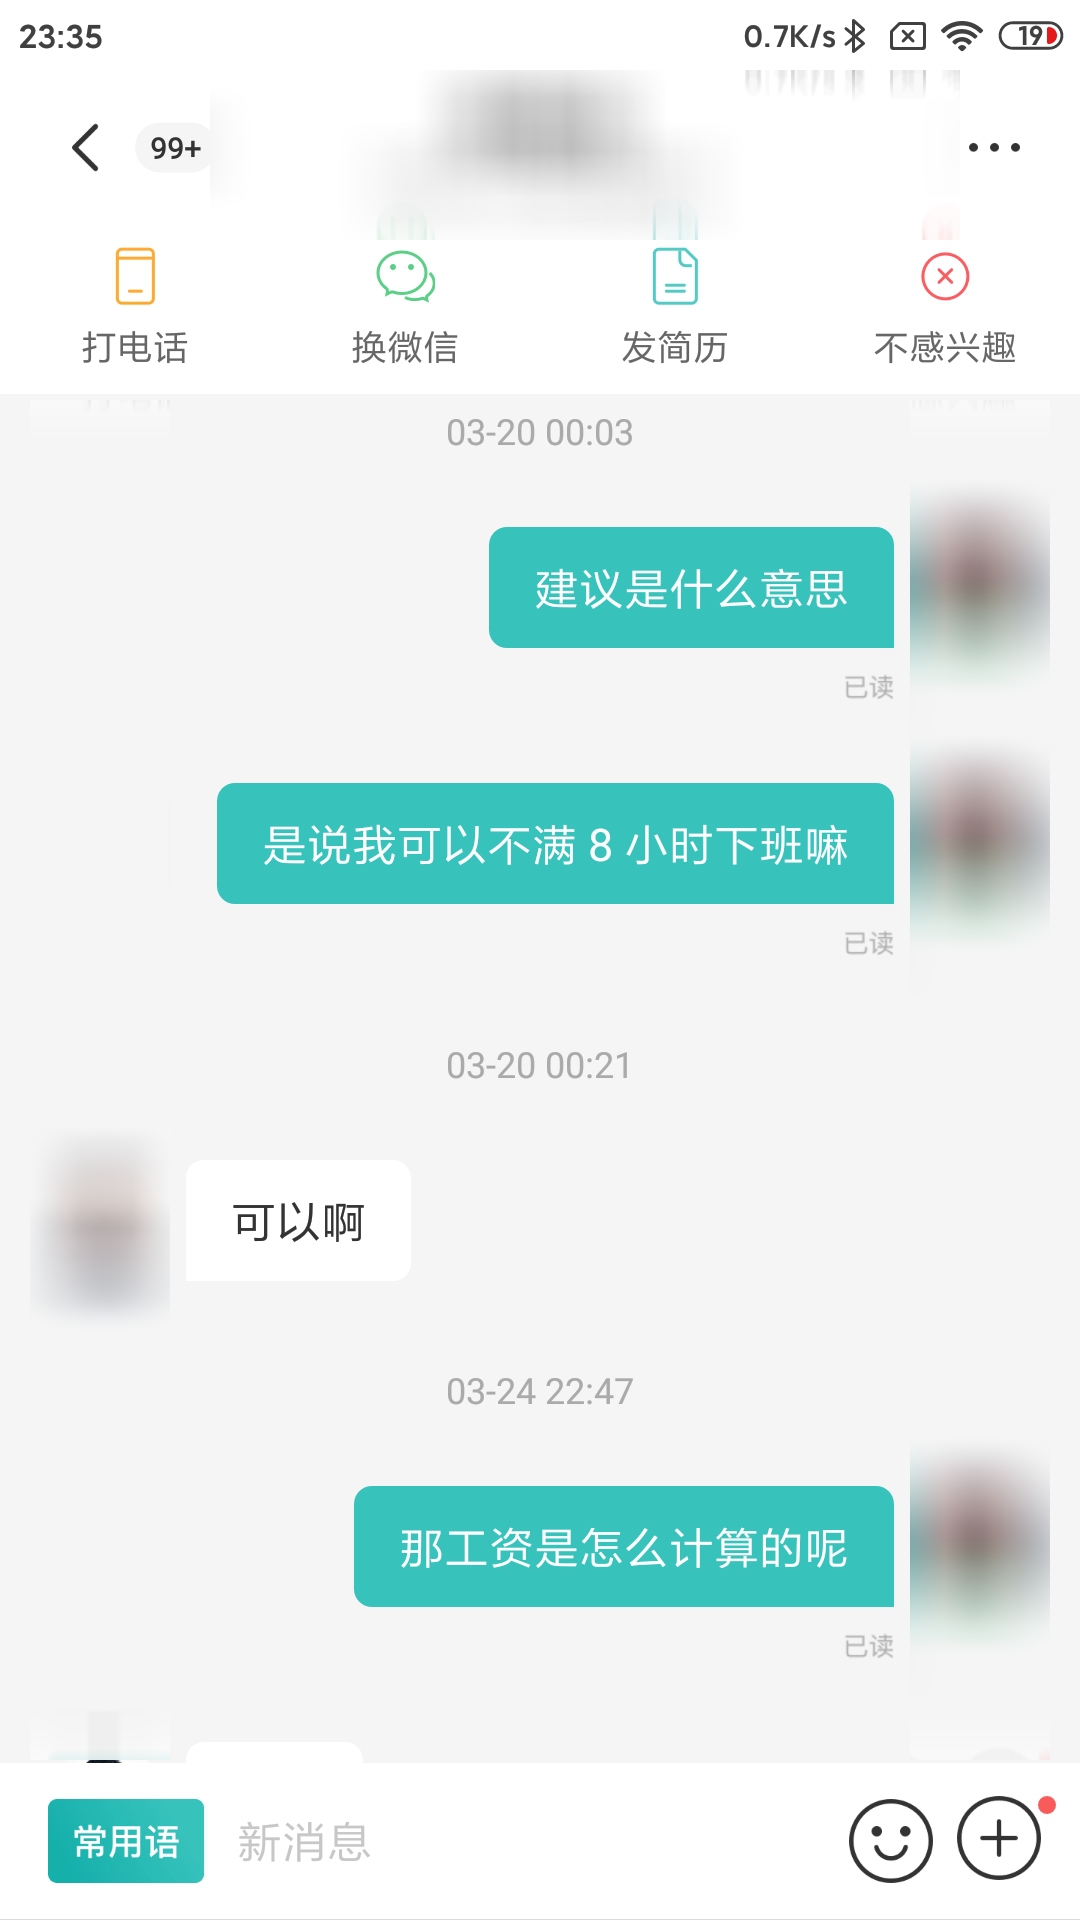 23:35 0.7K/s 19
99+
打电话 换微信 发简历 不感兴趣
03-20 00:03
建议是什么意思
已读
是说我可以不满 8 小时下班嘛
已读
03-20 00:21
可以啊
03-24 22:47
那工资是怎么计算的呢
已读
常用语 新消息